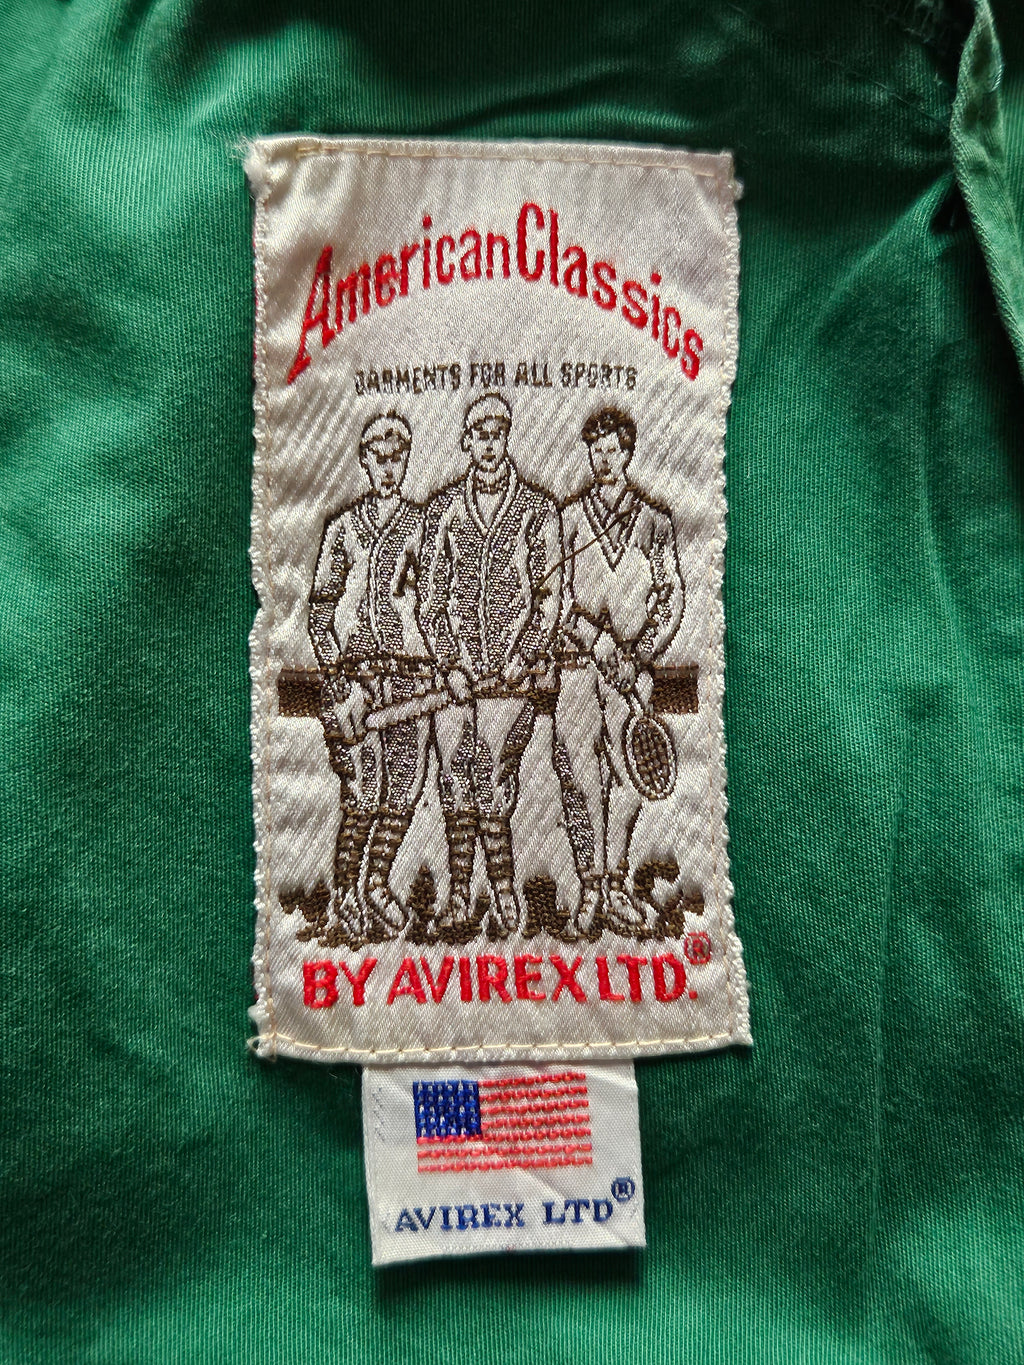 AmericanClassics
GARMENTS FOR ALL SPORTS
A
BY AVIREX LTD.®
AVIREX LTD®